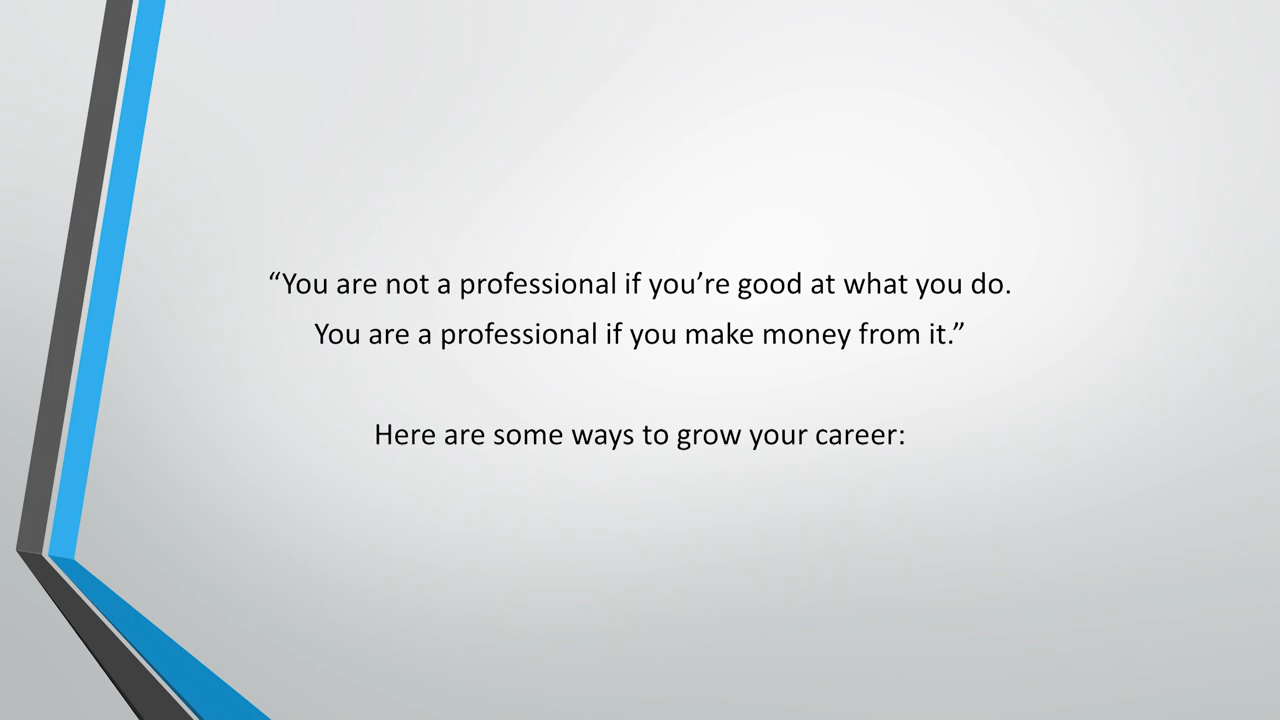 “You are not a professional if you’re good at what you do.
You are a professional if you make money from it.”
Here are some ways to grow your career: